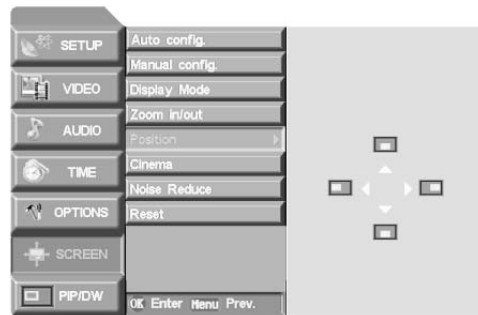 SETUP
VIDEO
AUDIO
TIME
OPTIONS
SCREEN
PIP/DW
Auto config.
Manual config.
Display Mode
Zoom in/out
Position
Cinema
Noise Reduce
Reset
OK Enter Menu Prev.